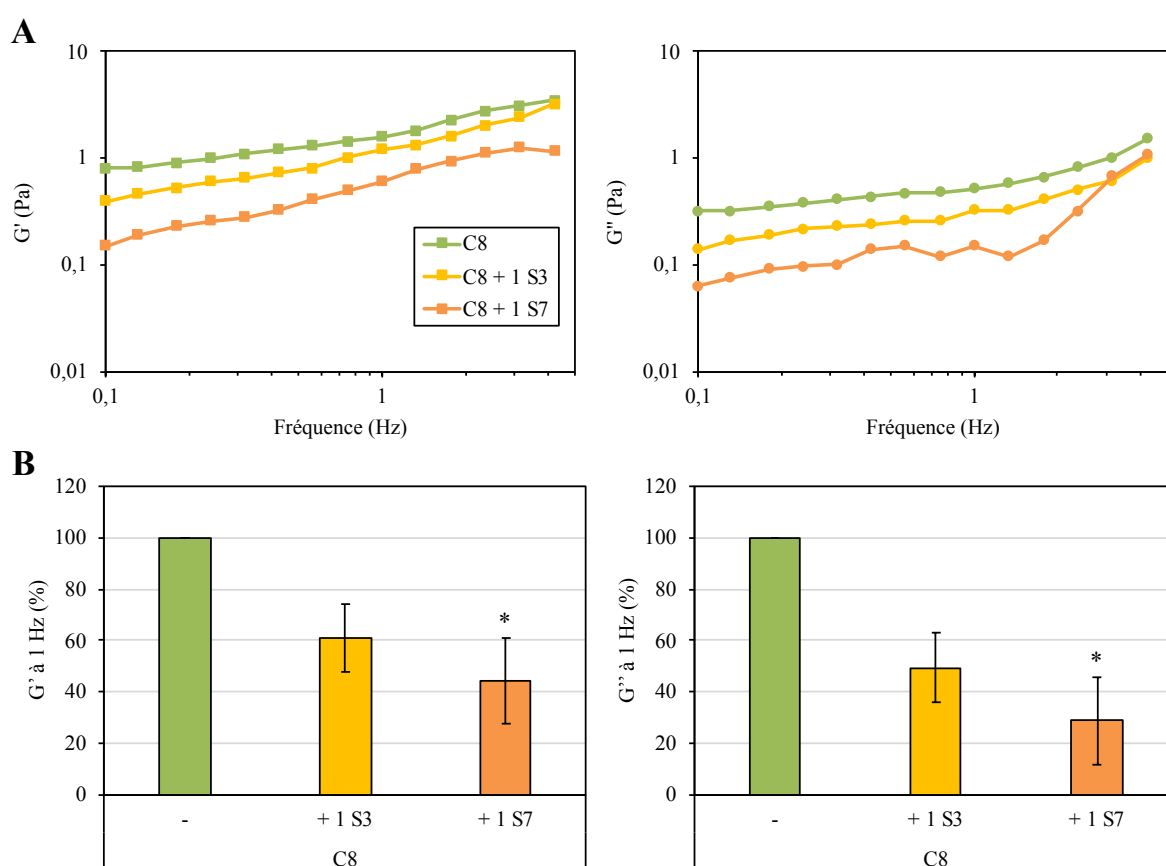 A
10
1
0,1
0,01
0,1
1
G' (Pa)
Fréquence (Hz)
C8
C8 + 1 S3
C8 + 1 S7
10
1
0,1
0,01
0,1
1
G" (Pa)
Fréquence (Hz)
B
120
100
80
60
40
20
0
G’ à 1 Hz (%)
*
-
+ 1 S3
+ 1 S7
C8
120
100
80
60
40
20
0
G’’ à 1 Hz (%)
*
-
+ 1 S3
+ 1 S7
C8